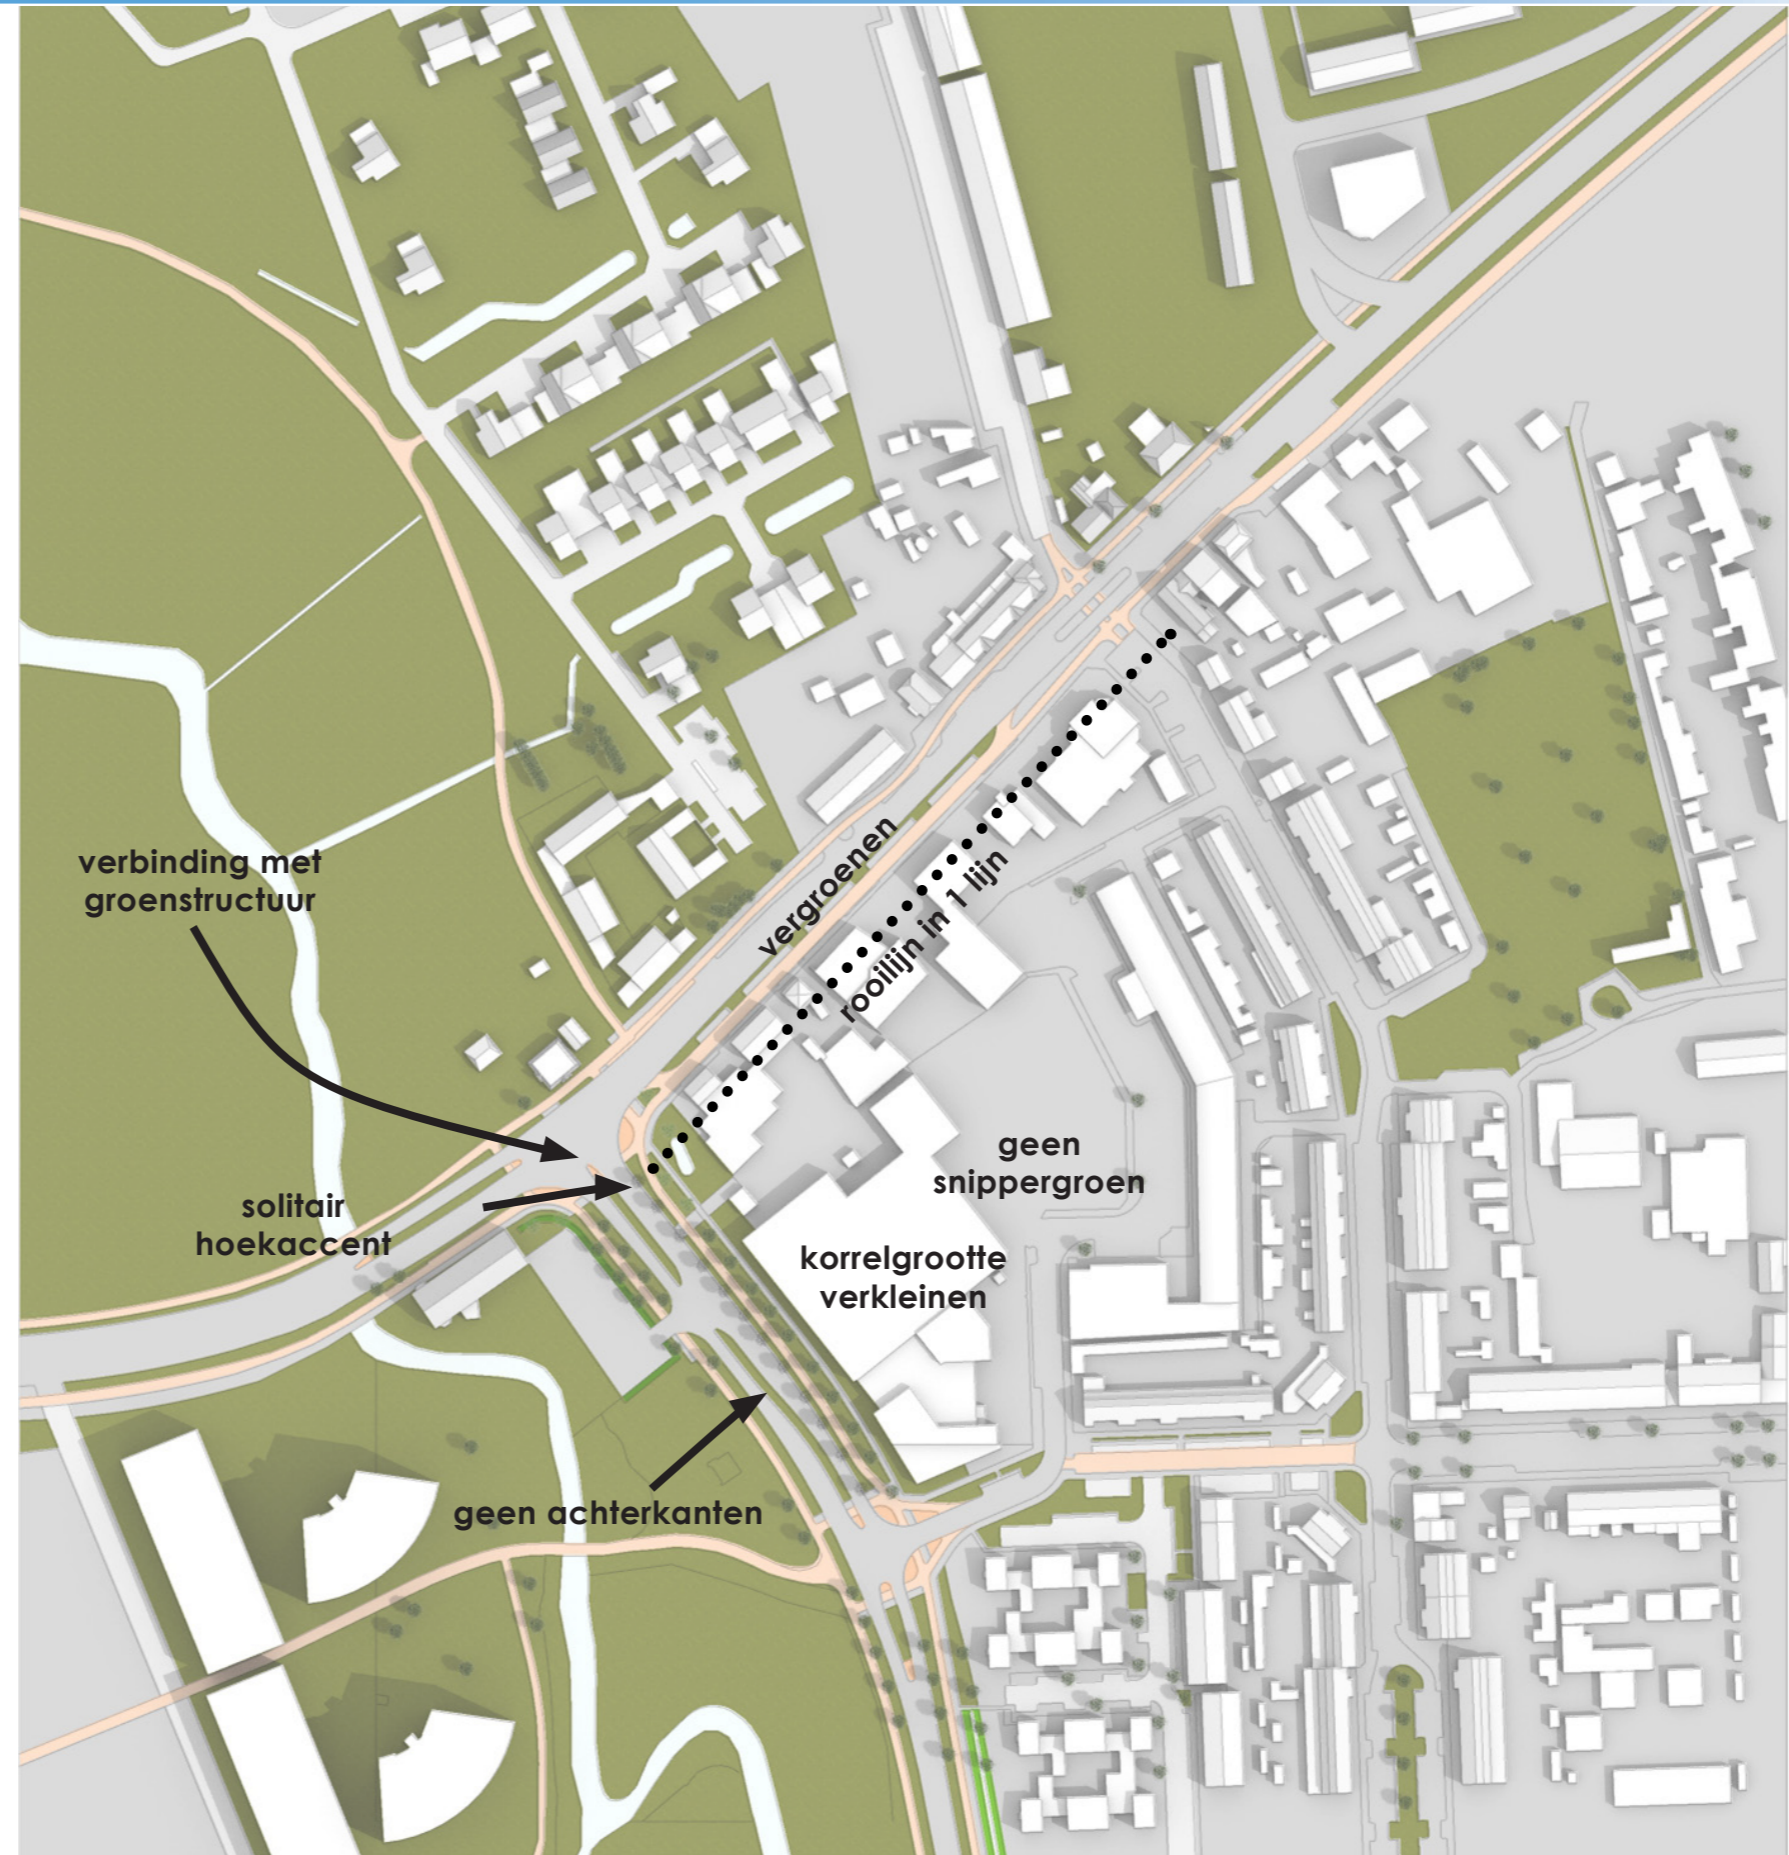 vergroenen
rooilijn in 1 lijn
verbinding met
groenstructuur
geen
snippergroen
solitair
hoekaccent
korrelgrootte
verkleinen
geen achterkanten